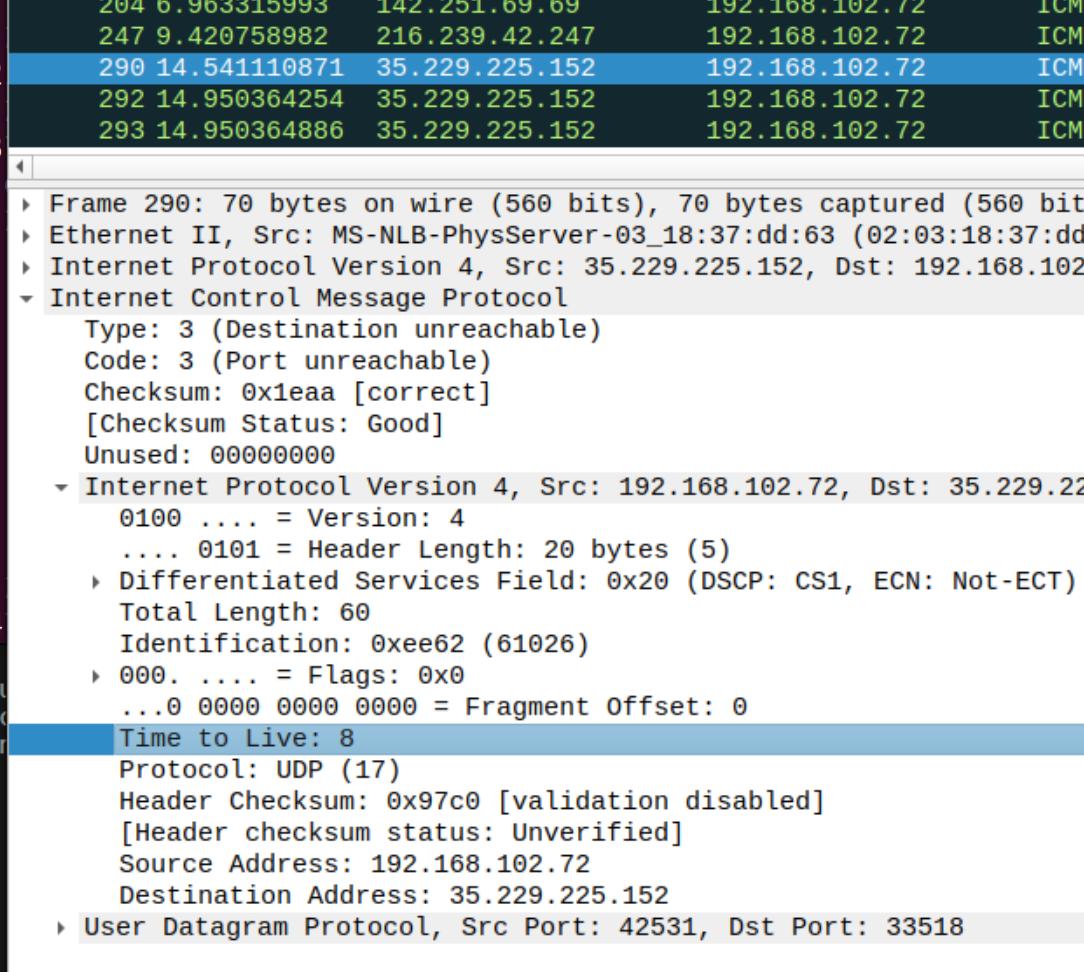 204 6.963315993 142.251.69.69 192.168.102.72 ICM
247 9.420758982 216.239.42.247 192.168.102.72 ICM
290 14.541110871 35.229.225.152 192.168.102.72 ICM
292 14.950364254 35.229.225.152 192.168.102.72 ICM
293 14.950364886 35.229.225.152 192.168.102.72 ICM
Frame 290: 70 bytes on wire (560 bits), 70 bytes captured (560 bit
Ethernet II, Src: MS-NLB-PhysServer-03_18:37:dd:63 (02:03:18:37:dd
Internet Protocol Version 4, Src: 35.229.225.152, Dst: 192.168.102
Internet Control Message Protocol
Type: 3 (Destination unreachable)
Code: 3 (Port unreachable)
Checksum: 0x1eaa [correct]
[Checksum Status: Good]
Unused: 00000000
Internet Protocol Version 4, Src: 192.168.102.72, Dst: 35.229.22
0100 .... = Version: 4
.... 0101 = Header Length: 20 bytes (5)
Differentiated Services Field: 0x20 (DSCP: CS1, ECN: Not-ECT)
Total Length: 60
Identification: 0xee62 (61026)
000. .... = Flags: 0x0
...0 0000 0000 0000 = Fragment Offset: 0
Time to Live: 8
Protocol: UDP (17)
Header Checksum: 0x97c0 [validation disabled]
[Header checksum status: Unverified]
Source Address: 192.168.102.72
Destination Address: 35.229.225.152
User Datagram Protocol, Src Port: 42531, Dst Port: 33518